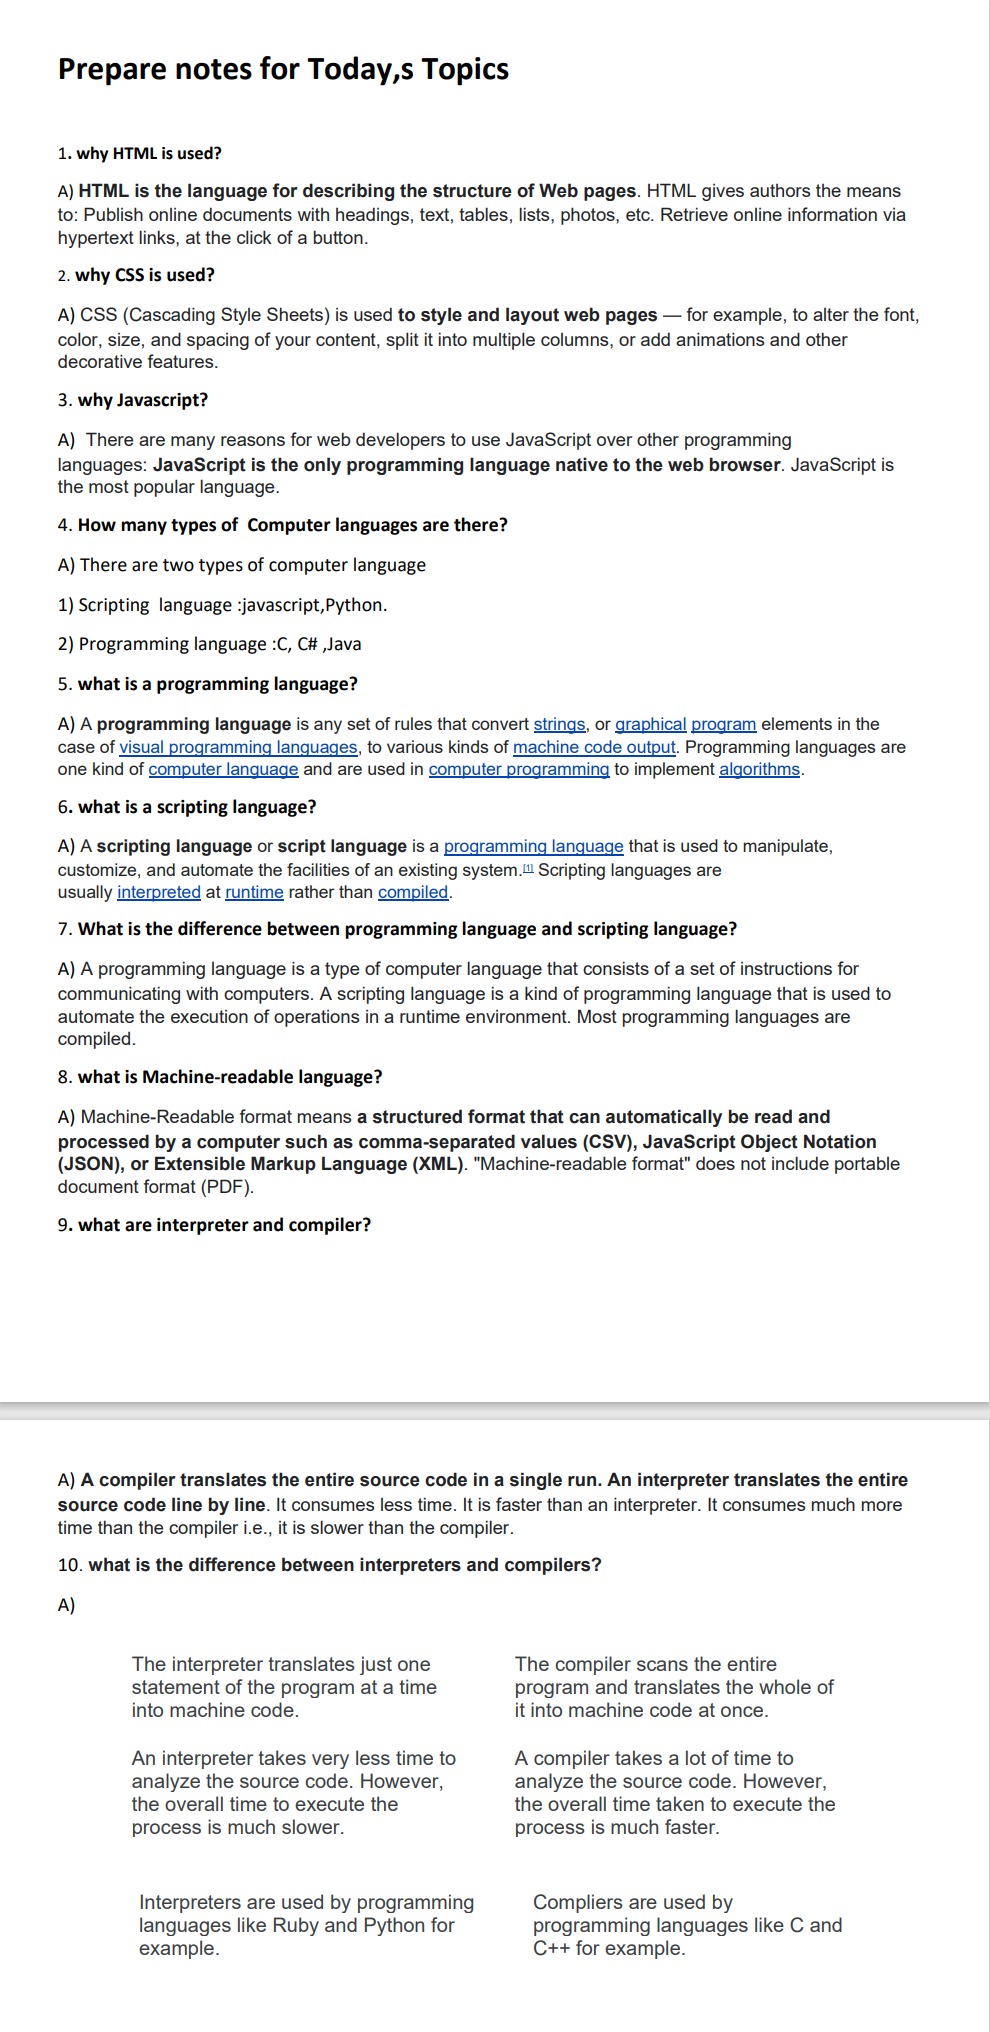 Prepare notes for Today,s Topics
1. why HTML is used?
A) HTML is the language for describing the structure of Web pages. HTML gives authors the means
to: Publish online documents with headings, text, tables, lists, photos, etc. Retrieve online information via
hypertext links, at the click of a button.
2. why CSS is used?
A) CSS (Cascading Style Sheets) is used to style and layout web pages — for example, to alter the font,
color, size, and spacing of your content, split it into multiple columns, or add animations and other
decorative features.
3. why Javascript?
A)  There are many reasons for web developers to use JavaScript over other programming
languages: JavaScript is the only programming language native to the web browser. JavaScript is
the most popular language.
4. How many types of  Computer languages are there?
A) There are two types of computer language
1) Scripting  language :javascript,Python.
2) Programming language :C, C# ,Java
5. what is a programming language?
A) A programming language is any set of rules that convert strings, or graphical program elements in the
case of visual programming languages, to various kinds of machine code output. Programming languages are
one kind of computer language and are used in computer programming to implement algorithms.
6. what is a scripting language?
A) A scripting language or script language is a programming language that is used to manipulate,
customize, and automate the facilities of an existing system.[1] Scripting languages are
usually interpreted at runtime rather than compiled.
7. What is the difference between programming language and scripting language?
A) A programming language is a type of computer language that consists of a set of instructions for
communicating with computers. A scripting language is a kind of programming language that is used to
automate the execution of operations in a runtime environment. Most programming languages are
compiled.
8. what is Machine-readable language?
A) Machine-Readable format means a structured format that can automatically be read and
processed by a computer such as comma-separated values (CSV), JavaScript Object Notation
(JSON), or Extensible Markup Language (XML). "Machine-readable format" does not include portable
document format (PDF).
9. what are interpreter and compiler?
A) A compiler translates the entire source code in a single run. An interpreter translates the entire
source code line by line. It consumes less time. It is faster than an interpreter. It consumes much more
time than the compiler i.e., it is slower than the compiler.
10. what is the difference between interpreters and compilers?
A)
The interpreter translates just one
statement of the program at a time
into machine code.
The compiler scans the entire
program and translates the whole of
it into machine code at once.
An interpreter takes very less time to
analyze the source code. However,
the overall time to execute the
process is much slower.
A compiler takes a lot of time to
analyze the source code. However,
the overall time taken to execute the
process is much faster.
Interpreters are used by programming
languages like Ruby and Python for
example.
Compliers are used by
programming languages like C and
C++ for example.